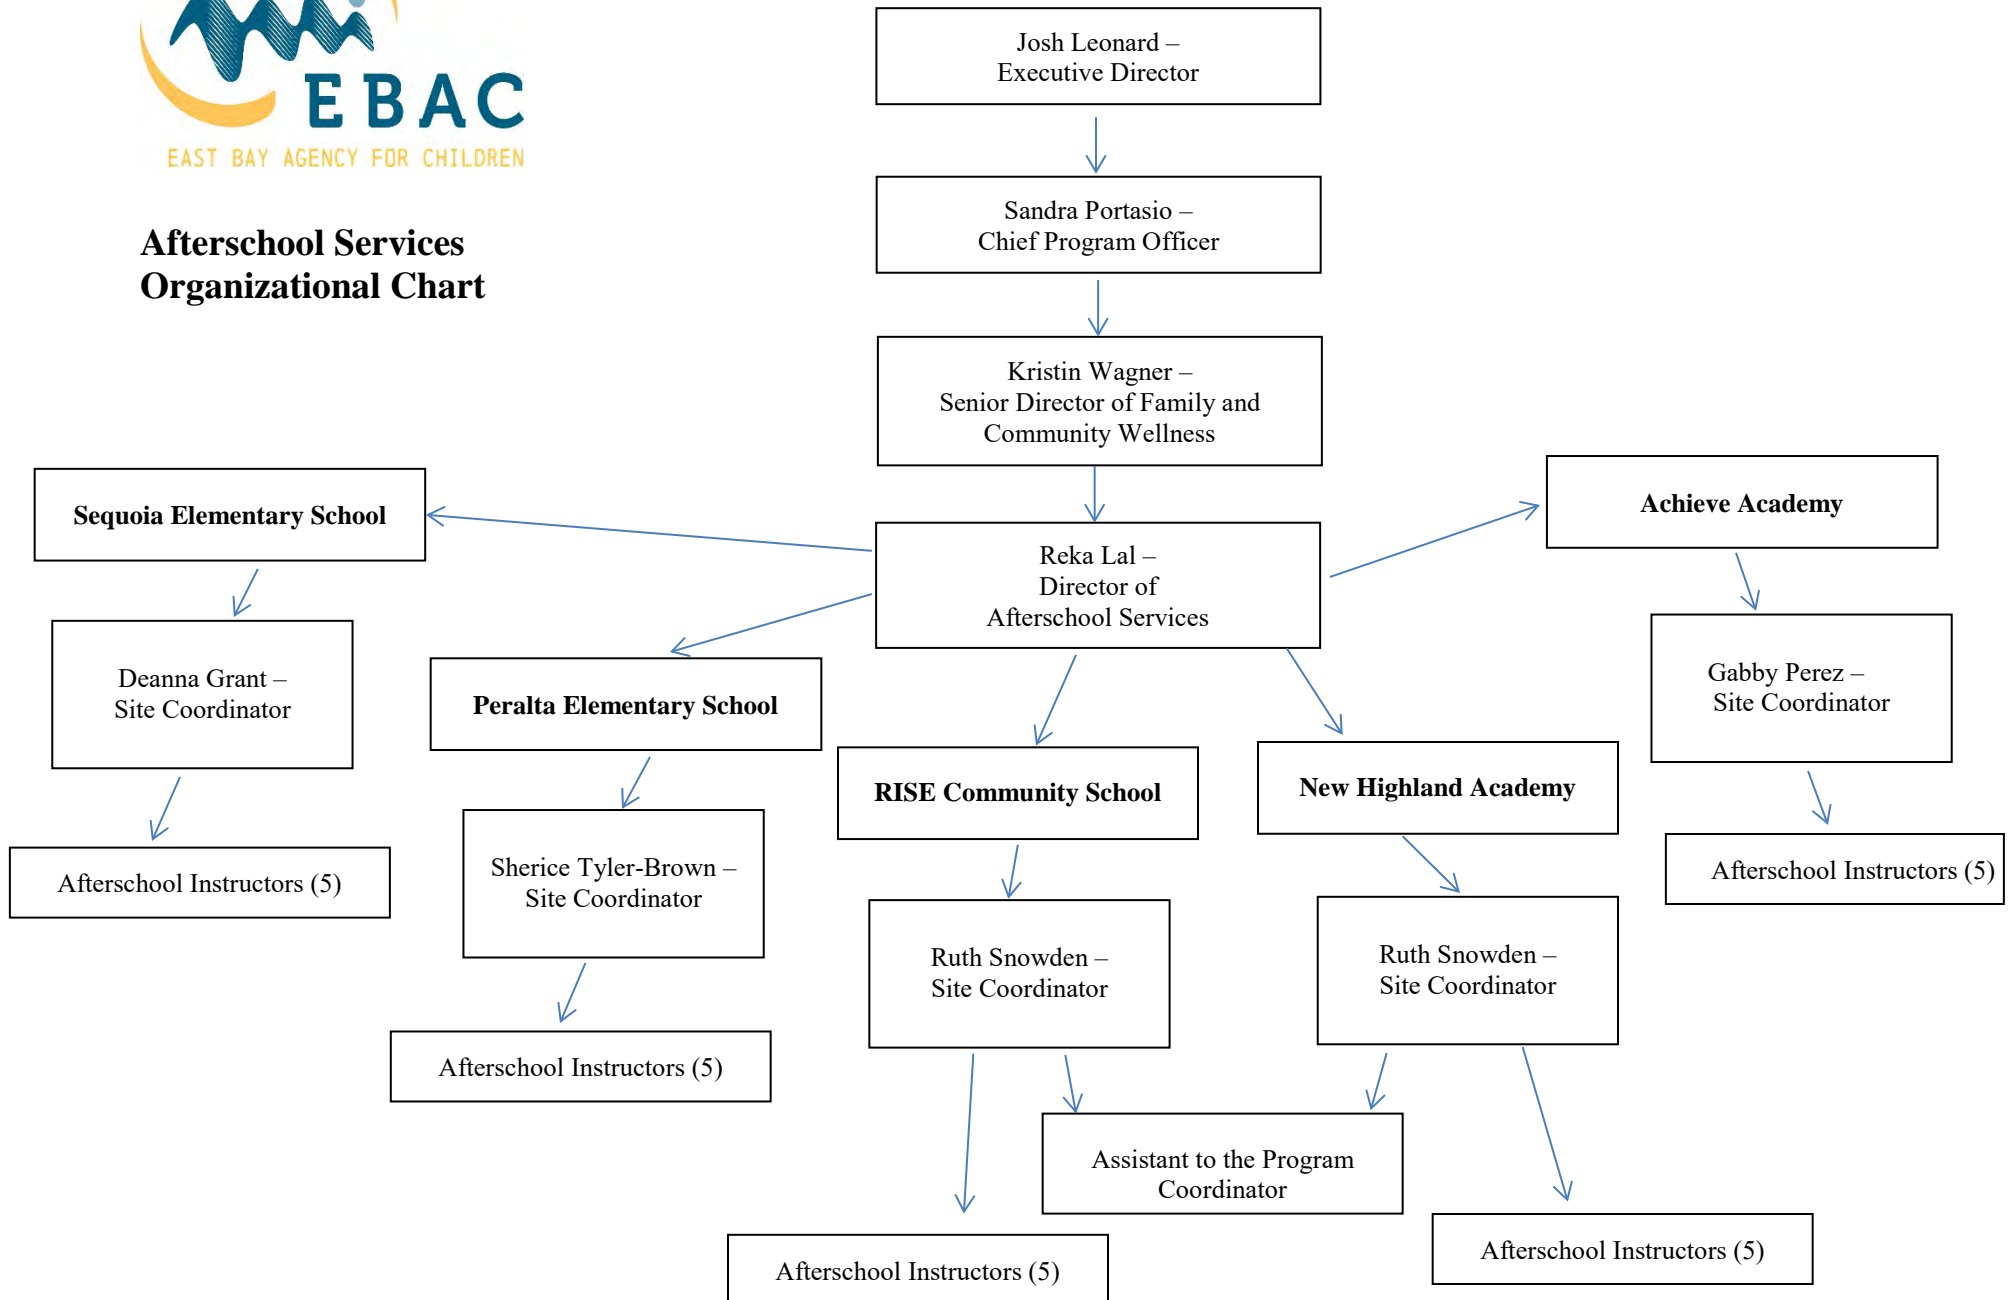 EBAC
EAST BAY AGENCY FOR CHILDREN
Afterschool Services
Organizational Chart
Josh Leonard –
Executive Director
Sandra Portasio –
Chief Program Officer
Kristin Wagner –
Senior Director of Family and
Community Wellness
Reka Lal –
Director of
Afterschool Services
Sequoia Elementary School
Deanna Grant –
Site Coordinator
Afterschool Instructors (5)
Peralta Elementary School
Sherice Tyler-Brown –
Site Coordinator
Afterschool Instructors (5)
RISE Community School
Ruth Snowden –
Site Coordinator
Afterschool Instructors (5)
Assistant to the Program
Coordinator
New Highland Academy
Ruth Snowden –
Site Coordinator
Afterschool Instructors (5)
Achieve Academy
Gabby Perez –
Site Coordinator
Afterschool Instructors (5)